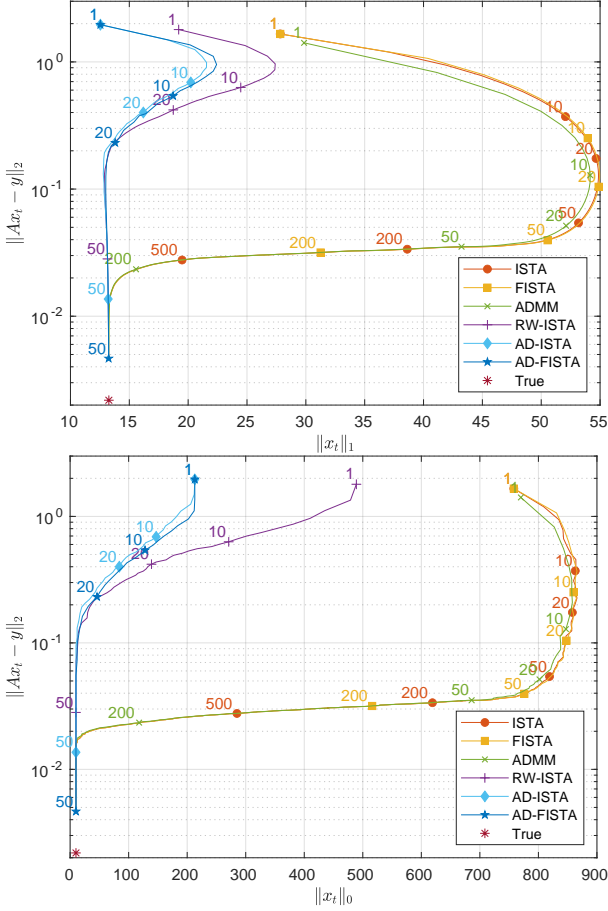 1 1 1 1
10^0
10 10
20 20 10 10
20 20
10^-1 10 20
50 50
20
50 200 500 200 200 50 50
10^-2
50
‖Ax_t − y‖_2
ISTA
FISTA
ADMM
RW-ISTA
AD-ISTA
AD-FISTA
True
10 15 20 25 30 35 40 45 50 55
‖x_t‖_1
1 1 1
10^0
10 10
20 10 20 10
20 10
20
10^-1 10 20
20 50
50 200 500 200 200 50 50
10^-2
50
‖Ax_t − y‖_2
ISTA
FISTA
ADMM
RW-ISTA
AD-ISTA
AD-FISTA
True
0 100 200 300 400 500 600 700 800 900
‖x_t‖_0